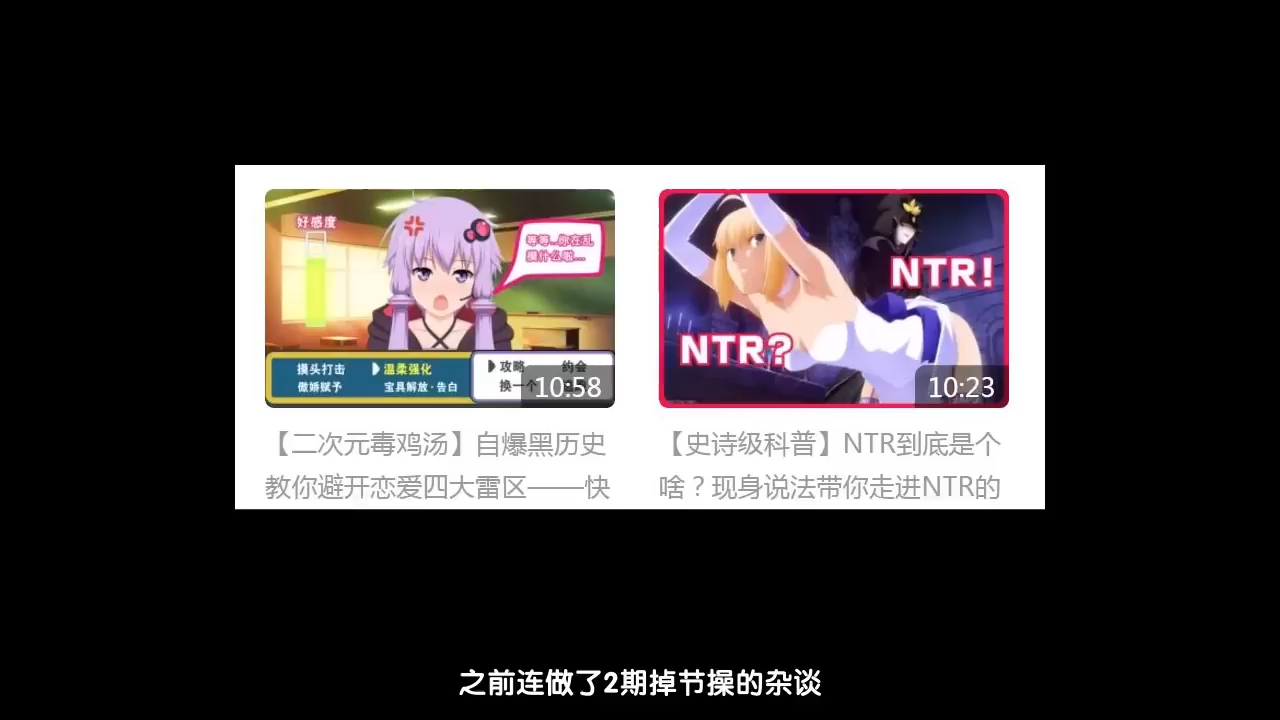 好感度
等等…你在乱
摸什么啦…
摸头打击
温柔强化
傲娇赋予
宝具解放·告白
攻略
约会
换一个
10:58
NTR!
NTR?
10:23
【二次元毒鸡汤】自爆黑历史
教你避开恋爱四大雷区——快
【史诗级科普】NTR到底是个
啥？现身说法带你走进NTR的
之前连做了2期掉节操的杂谈